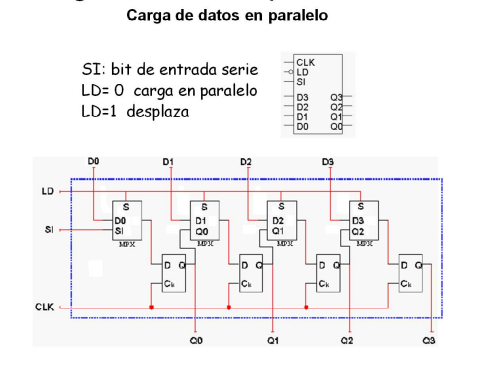 Carga de datos en paralelo
SI: bit de entrada serie
LD= 0 carga en paralelo
LD=1 desplaza
CLK
LD
SI
D3 Q3
D2 Q2
D1 Q1
D0 Q0
D0 D1 D2 D3
LD
S S S S
D0 D1 D2 D3
SI SI Q0 Q1 Q2
MPX MPX MPX MPX
D Q D Q D Q D Q
Ck Ck Ck Ck
CLK
Q0 Q1 Q2 Q3